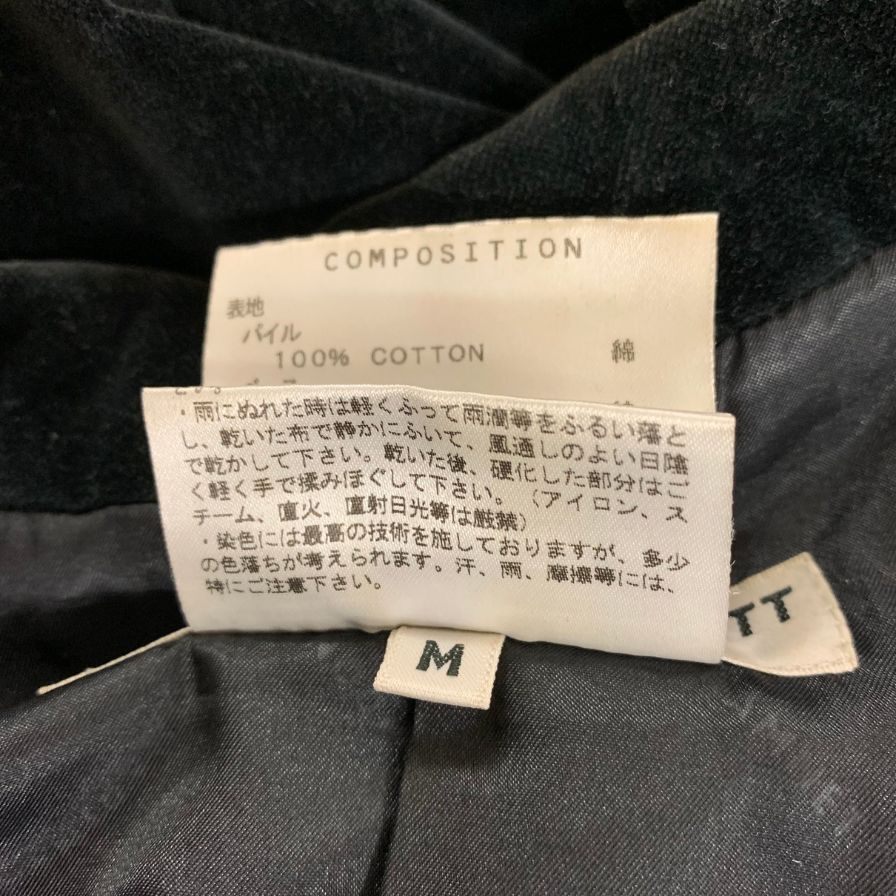 COMPOSITION
表地
パイル
100% COTTON 綿
・雨にぬれた時は軽くふって雨潤等をふるい落と
し、乾いた布で静かにふいて、風通しのよい日陰
で乾かして下さい。乾いた後、硬化した部分はご
く軽く手で揉みほぐして下さい。（アイロン、ス
チーム、直火、直射日光等は厳禁）
・染色には最高の技術を施しておりますが、多少
の色落ちが考えられます。汗、雨、摩擦等には、
特にご注意下さい。
TT
M